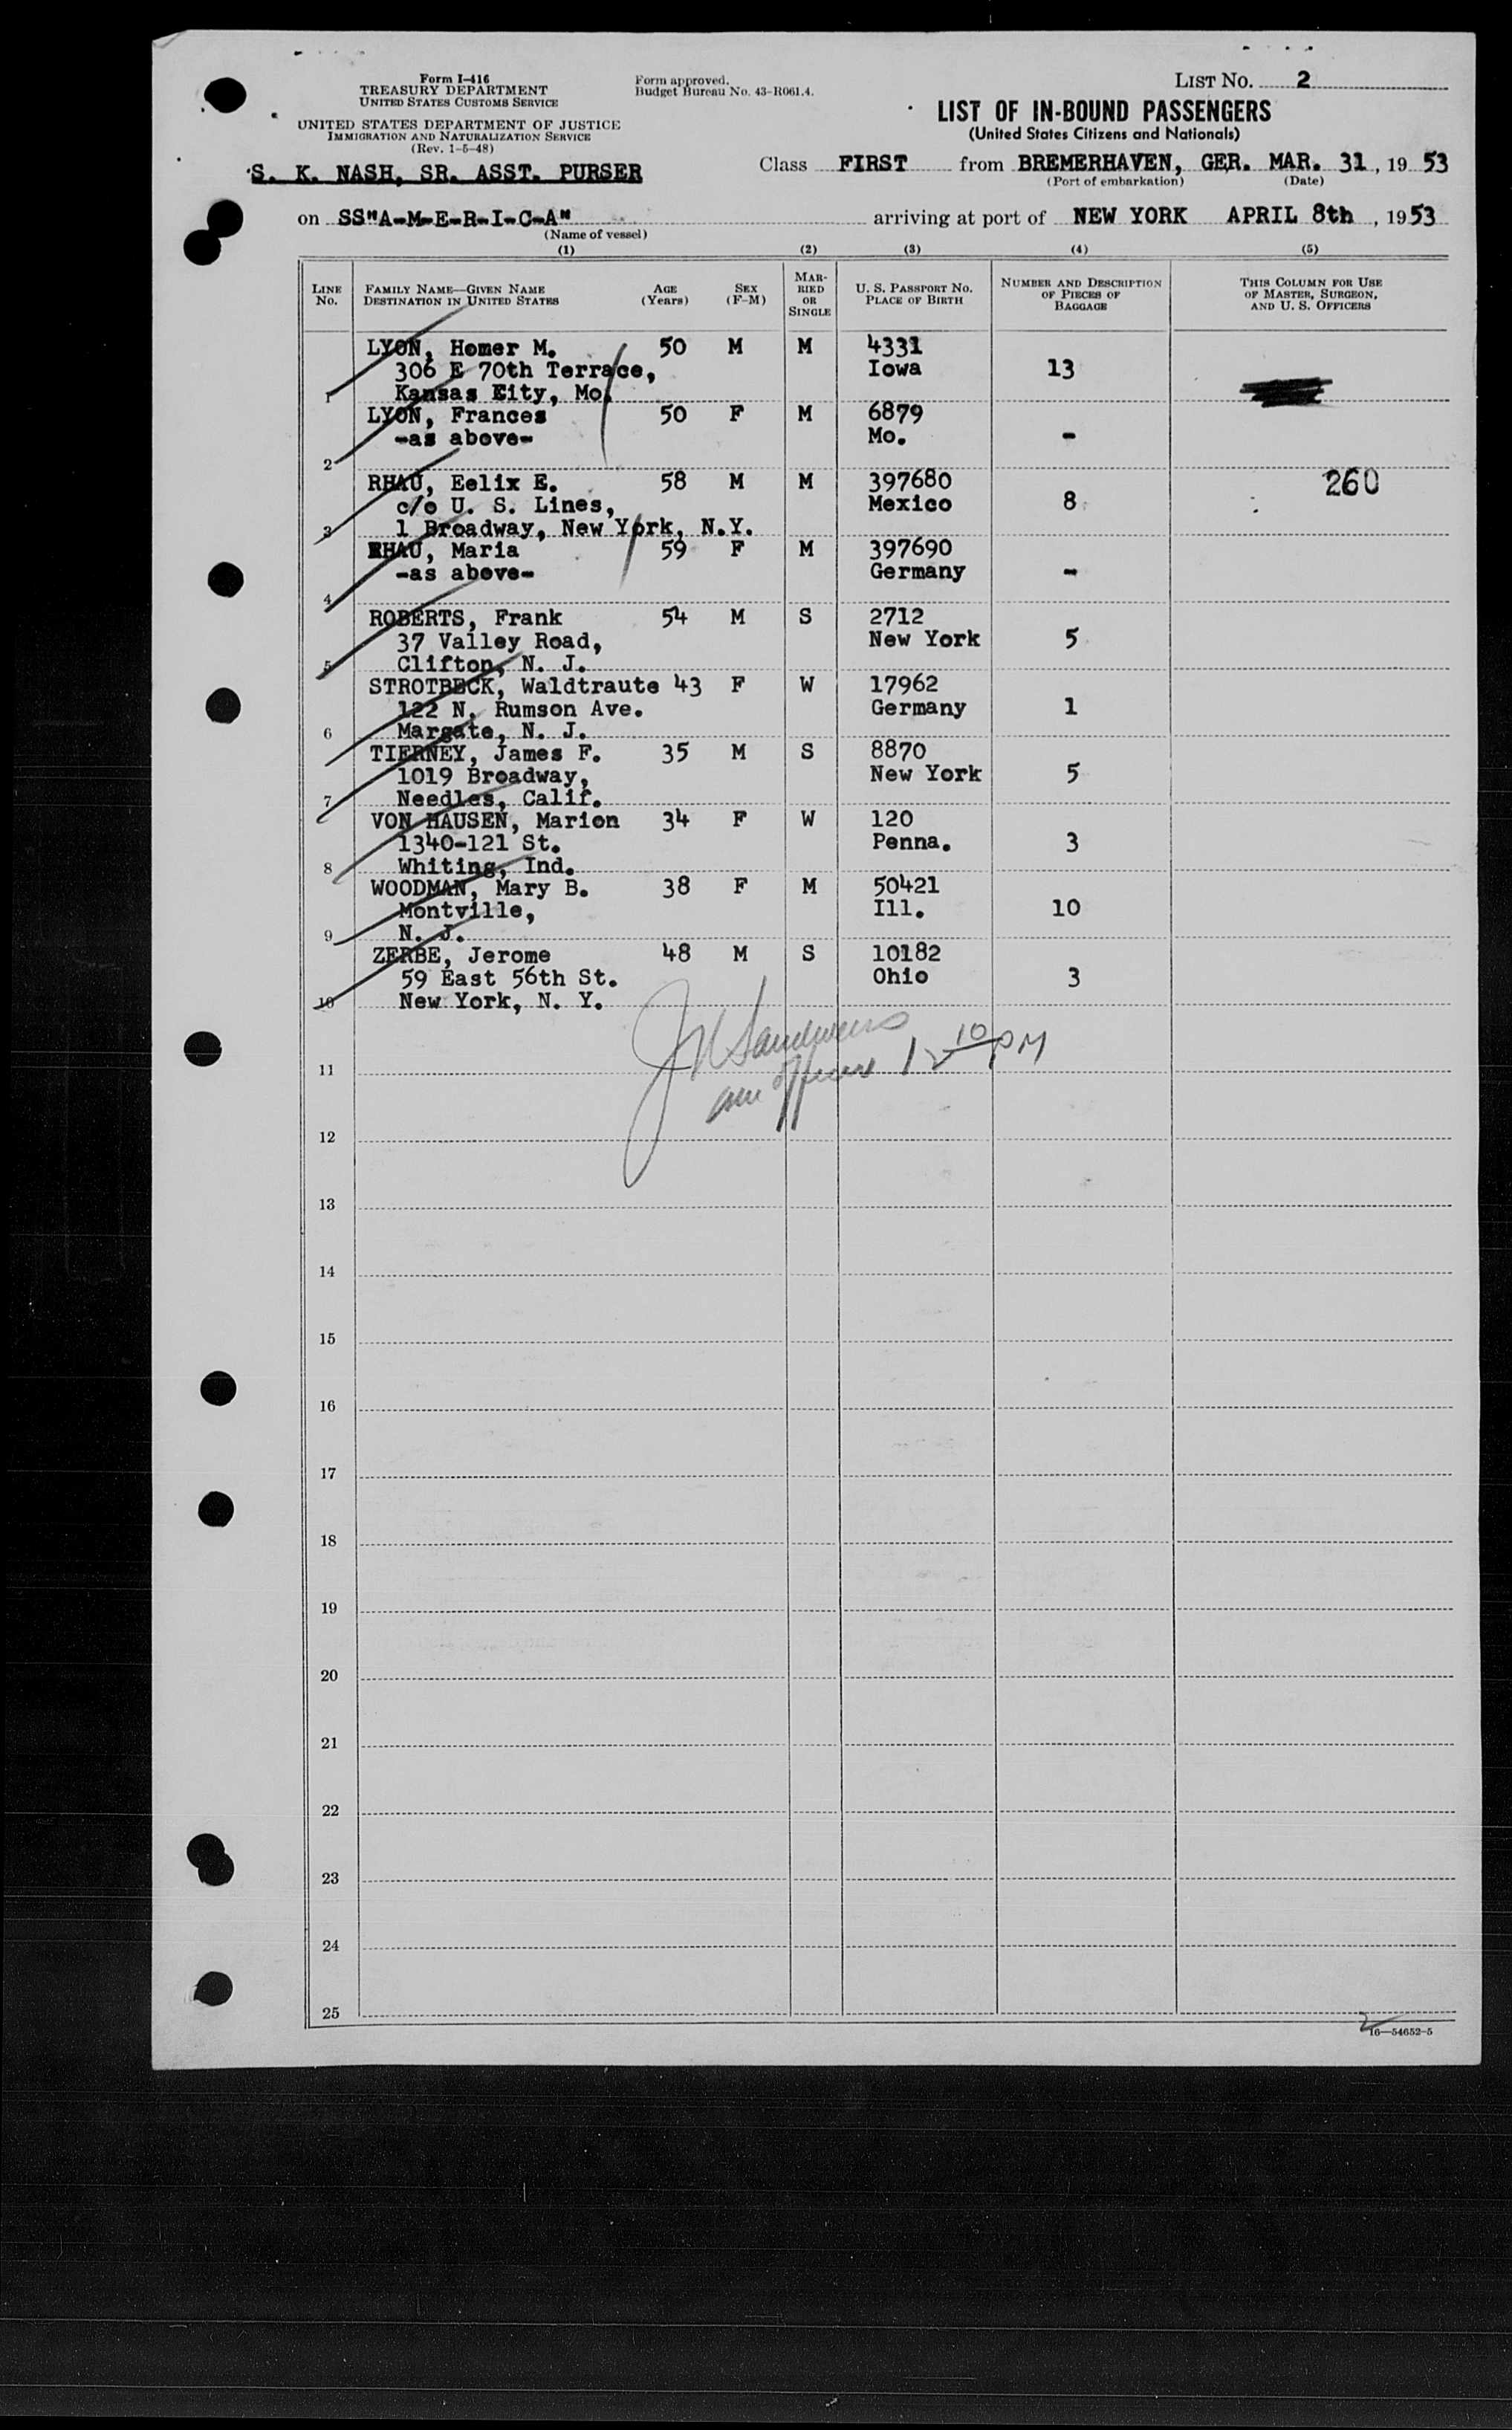 Form I-416
TREASURY DEPARTMENT
UNITED STATES CUSTOMS SERVICE
UNITED STATES DEPARTMENT OF JUSTICE
IMMIGRATION AND NATURALIZATION SERVICE
(Rev. 1-5-48)
Form approved.
Budget Bureau No. 43-R061.4.
LIST NO. 2
LIST OF IN-BOUND PASSENGERS
(United States Citizens and Nationals)
S. K. NASH, SR. ASST. PURSER
Class FIRST from BREMERHAVEN, GER. MAR. 31, 19 53
(Port of embarkation) (Date)
on SS"A-M-E-R-I-C-A" arriving at port of NEW YORK APRIL 8th, 1953
(Name of vessel)
(1) (2) (3) (4) (5)
LINE NO.
FAMILY NAME—GIVEN NAME
DESTINATION IN UNITED STATES
AGE
(Years)
SEX
(F-M)
MAR-
RIED
OR
SINGLE
U. S. PASSPORT NO.
PLACE OF BIRTH
NUMBER AND DESCRIPTION
OF PIECES OF
BAGGAGE
THIS COLUMN FOR USE
OF MASTER, SURGEON,
AND U. S. OFFICERS
LYON, Homer M. 50 M M 4331
306 E 70th Terrace, Iowa 13
1 Kansas Eity, Mo.
LYON, Frances 50 F M 6879
-as above- Mo. -
2
RHAU, Eelix E. 58 M M 397680 260
c/o U. S. Lines, Mexico 8
3 1 Broadway, New York, N.Y.
RHAU, Maria 59 F M 397690
-as above- Germany -
4
ROBERTS, Frank 54 M S 2712
37 Valley Road, New York 5
5 Clifton, N. J.
STROTBECK, Waldtraute 43 F W 17962
122 N. Rumson Ave. Germany 1
6 Margate, N. J.
TIERNEY, James F. 35 M S 8870
1019 Broadway, New York 5
7 Needles, Calif.
VON HAUSEN, Marion 34 F W 120
1340-121 St. Penna. 3
8 Whiting, Ind.
WOODMAN, Mary B. 38 F M 50421
Montville, Ill. 10
9 N. J.
ZERBE, Jerome 48 M S 10182
59 East 56th St. Ohio 3
10 New York, N. Y.
12 10 PM
11
12
13
14
15
16
17
18
19
20
21
22
23
24
25
2
16—54652-5